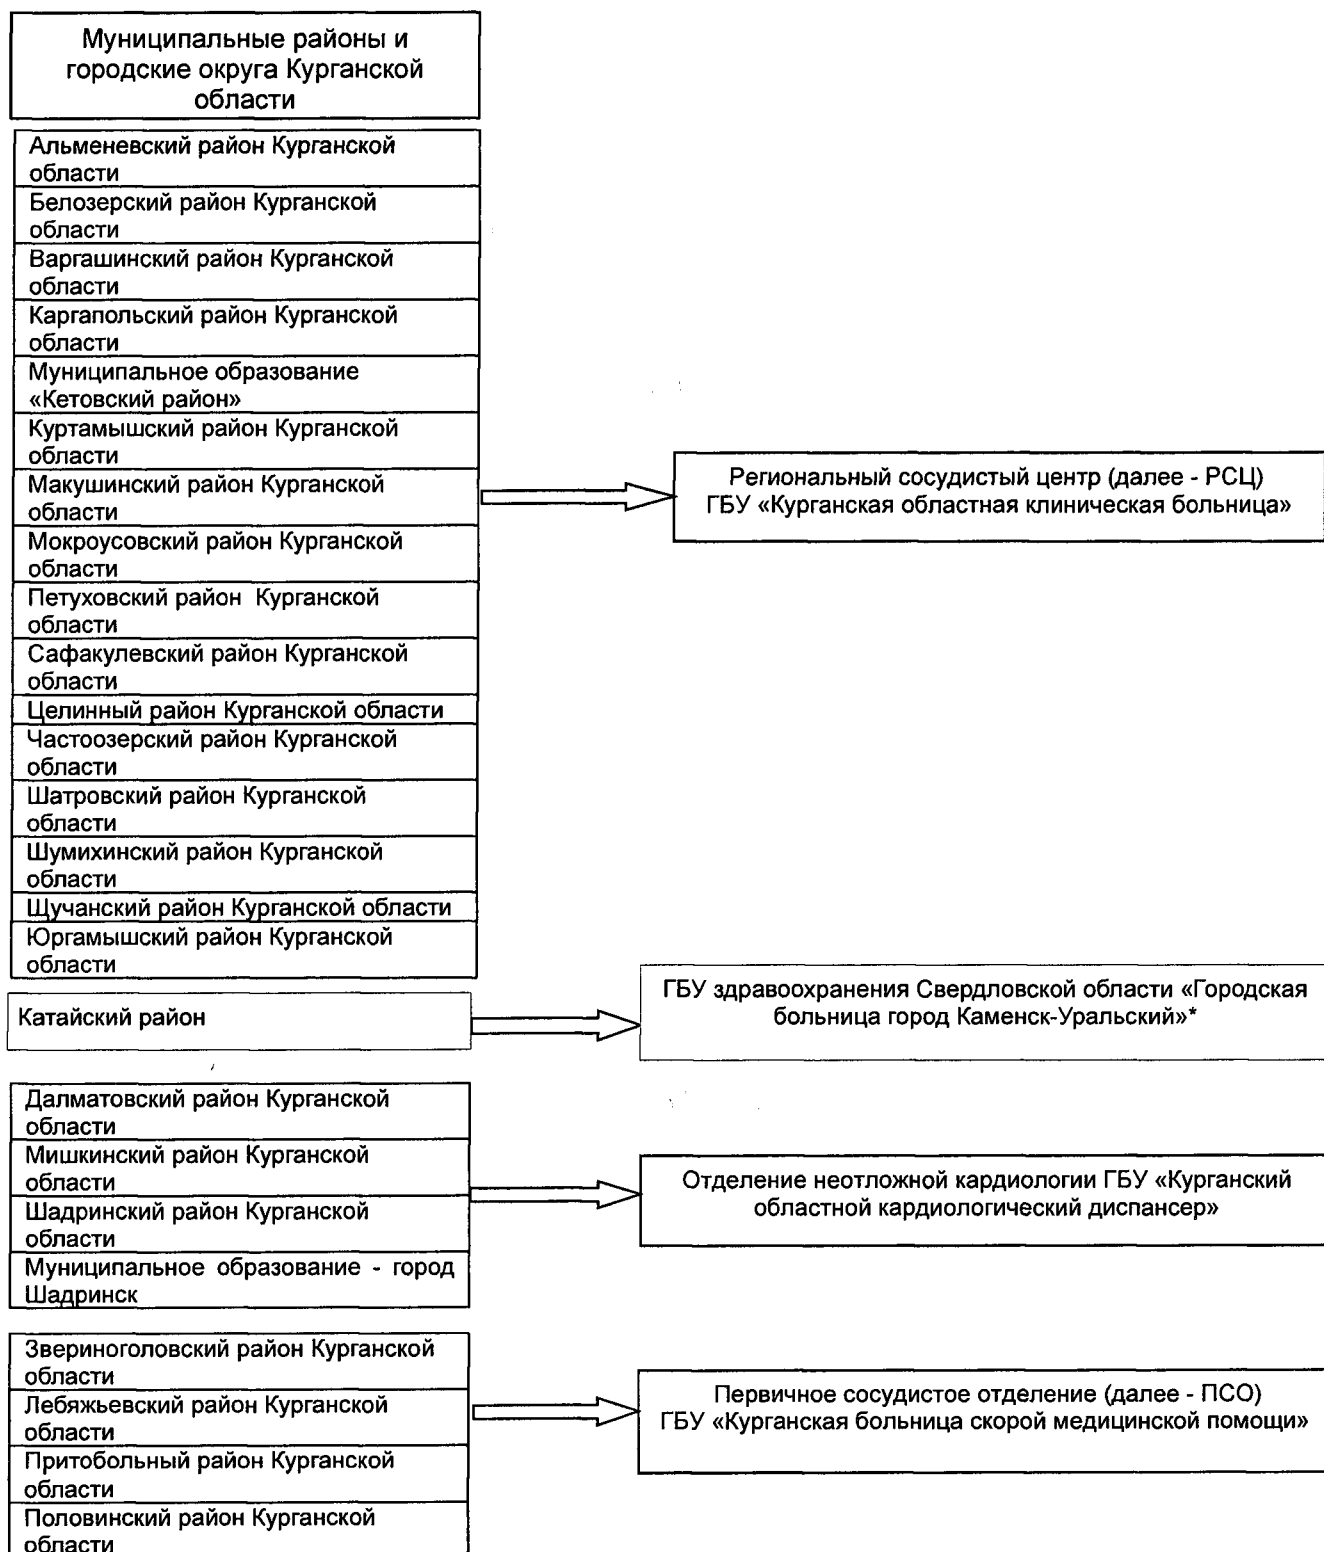 Муниципальные районы и
городские округа Курганской
области
Альменевский район Курганской
области
Белозерский район Курганской
области
Варгашинский район Курганской
области
Каргапольский район Курганской
области
Муниципальное образование
«Кетовский район»
Куртамышский район Курганской
области
Макушинский район Курганской
области
Мокроусовский район Курганской
области
Петуховский район Курганской
области
Сафакулевский район Курганской
области
Целинный район Курганской области
Частоозерский район Курганской
области
Шатровский район Курганской
области
Шумихинский район Курганской
области
Щучанский район Курганской области
Юргамышский район Курганской
области
Региональный сосудистый центр (далее - РСЦ)
ГБУ «Курганская областная клиническая больница»
Катайский район
ГБУ здравоохранения Свердловской области «Городская
больница город Каменск-Уральский»*
Далматовский район Курганской
области
Мишкинский район Курганской
области
Шадринский район Курганской
области
Муниципальное образование - город
Шадринск
Отделение неотложной кардиологии ГБУ «Курганский
областной кардиологический диспансер»
Звериноголовский район Курганской
области
Лебяжьевский район Курганской
области
Притобольный район Курганской
области
Половинский район Курганской
области
Первичное сосудистое отделение (далее - ПСО)
ГБУ «Курганская больница скорой медицинской помощи»